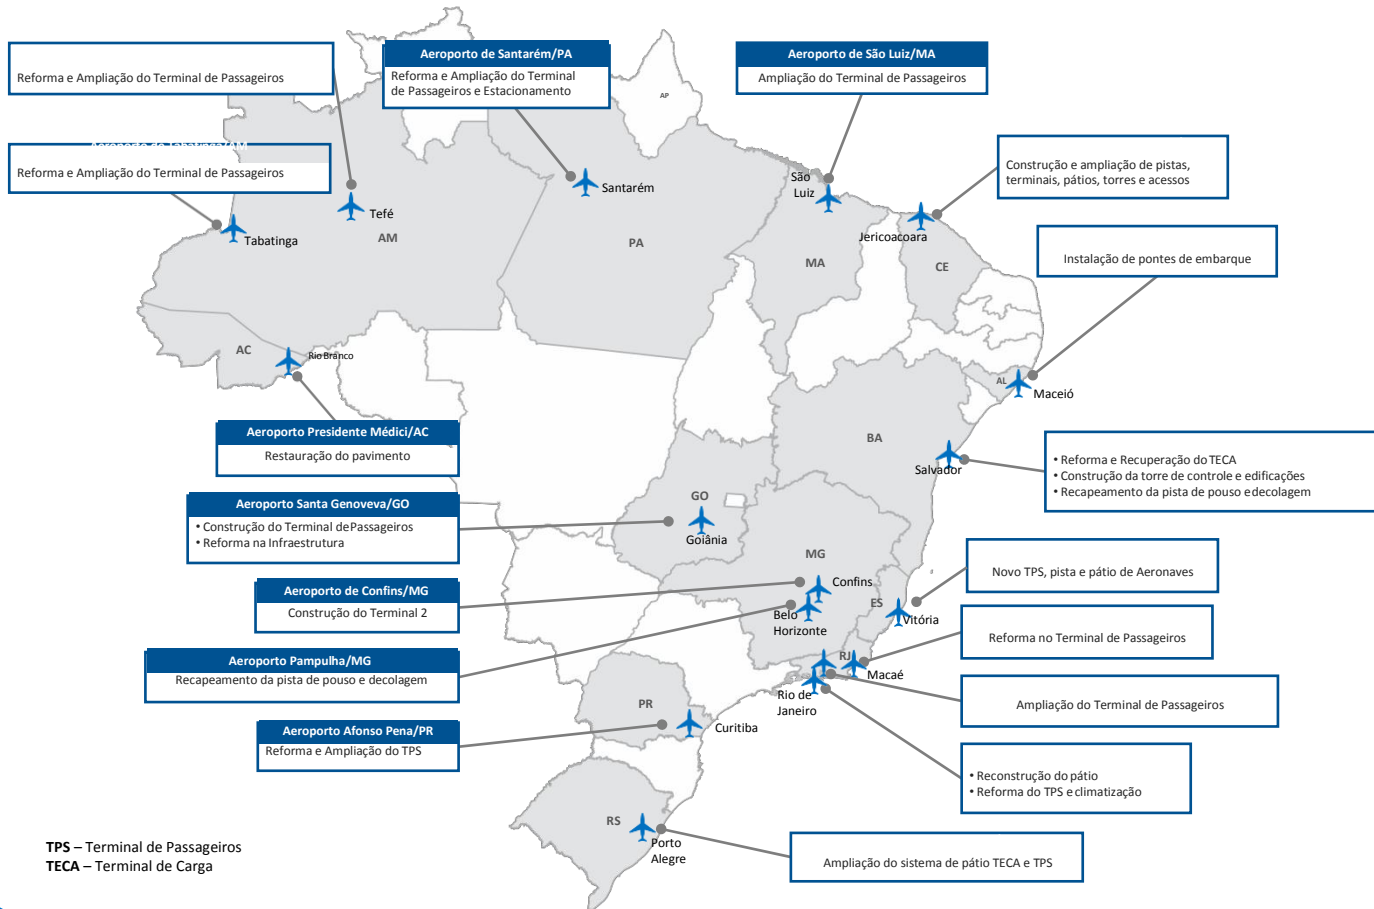 Reforma e Ampliação do Terminal de Passageiros
Aeroporto de Santarém/PA
Reforma e Ampliação do Terminal
de Passageiros e Estacionamento
Aeroporto de São Luiz/MA
Ampliação do Terminal de Passageiros
AP
Aeroporto de Tabatinga/AM
Reforma e Ampliação do Terminal de Passageiros
Construção e ampliação de pistas,
terminais, pátios, torres e acessos
São
Luiz
Santarém
Tefé
Tabatinga
AM
PA
Jericoacoara
MA
CE
Instalação de pontes de embarque
AC
Rio Branco
AL
Maceió
Aeroporto Presidente Médici/AC
Restauração do pavimento
BA
Salvador
• Reforma e Recuperação do TECA
• Construção da torre de controle e edificações
• Recapeamento da pista de pouso e decolagem
Aeroporto Santa Genoveva/GO
• Construção do Terminal de Passageiros
• Reforma na Infraestrutura
GO
Goiânia
MG
Novo TPS, pista e pátio de Aeronaves
Aeroporto de Confins/MG
Construção do Terminal 2
Confins
Belo
Horizonte
ES
Vitória
Reforma no Terminal de Passageiros
Aeroporto Pampulha/MG
Recapeamento da pista de pouso e decolagem
RJ
Macaé
Rio de
Janeiro
Ampliação do Terminal de Passageiros
PR
Curitiba
Aeroporto Afonso Pena/PR
Reforma e Ampliação do TPS
• Reconstrução do pátio
• Reforma do TPS e climatização
RS
Porto
Alegre
Ampliação do sistema de pátio TECA e TPS
TPS – Terminal de Passageiros
TECA – Terminal de Carga